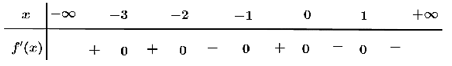 x −∞ −3 −2 −1 0 1 +∞
f′(x) + 0 + 0 − 0 + 0 − 0 −